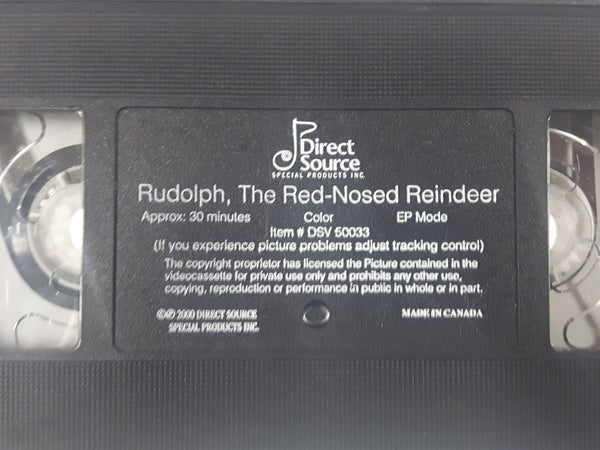 Direct
Source
SPECIAL PRODUCTS INC.
Rudolph, The Red-Nosed Reindeer
Approx: 30 minutes Color EP Mode
Item # DSV 50033
(If you experience picture problems adjust tracking control)
The copyright proprietor has licensed the Picture contained in the
videocassette for private use only and prohibits any other use,
copying, reproduction or performance in public in whole or in part.
©℗ 2000 DIRECT SOURCE
SPECIAL PRODUCTS INC.
MADE IN CANADA